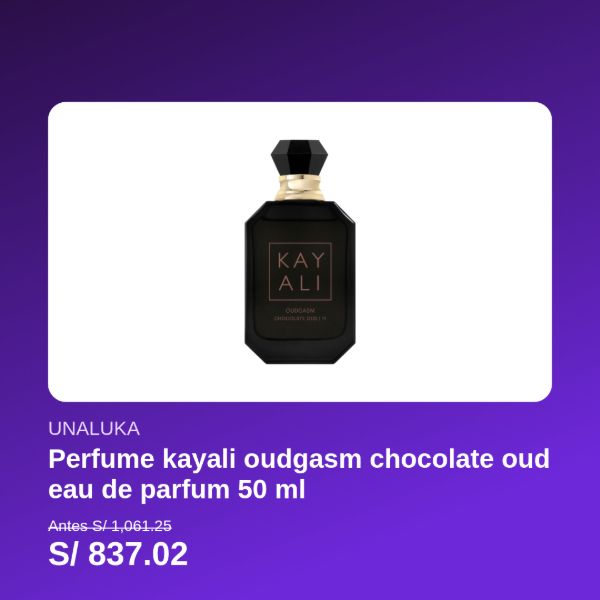 KAY
ALI
OUDGASM
UNALUKA
Perfume kayali oudgasm chocolate oud
eau de parfum 50 ml
Antes S/ 1,061.25
S/ 837.02